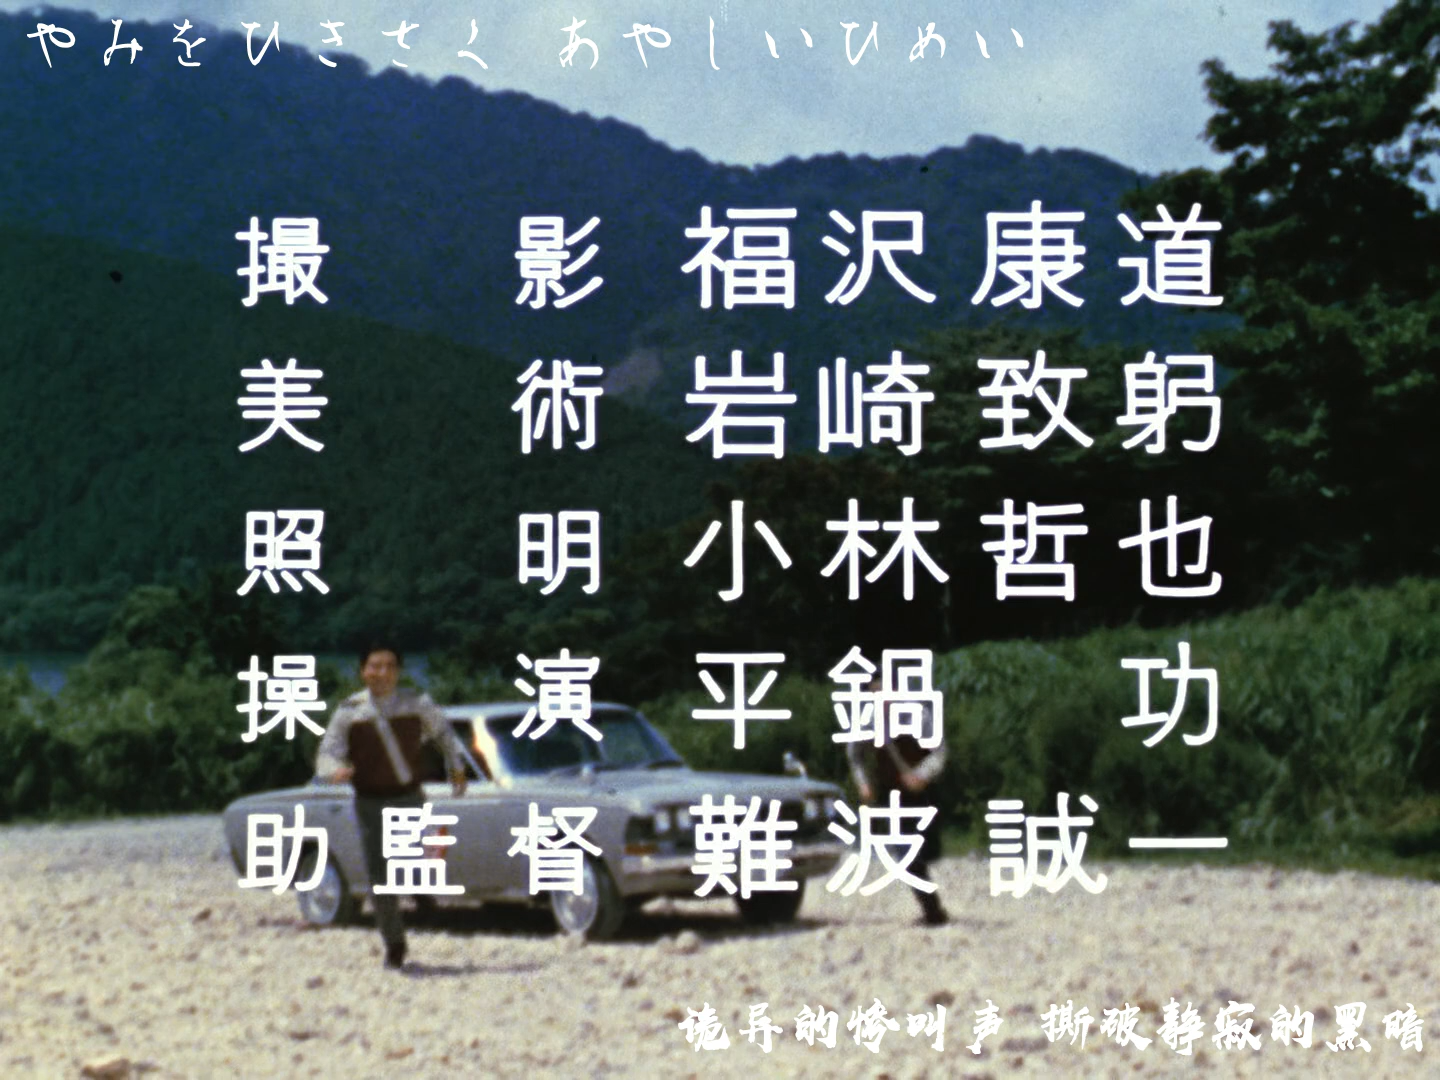 やみをひきさく あやしいひめい
撮影 福沢康道
美術 岩崎致躬
照明 小林哲也
操演 平鍋 功
助監督 難波誠一
诡异的惨叫声 撕破静寂的黑暗